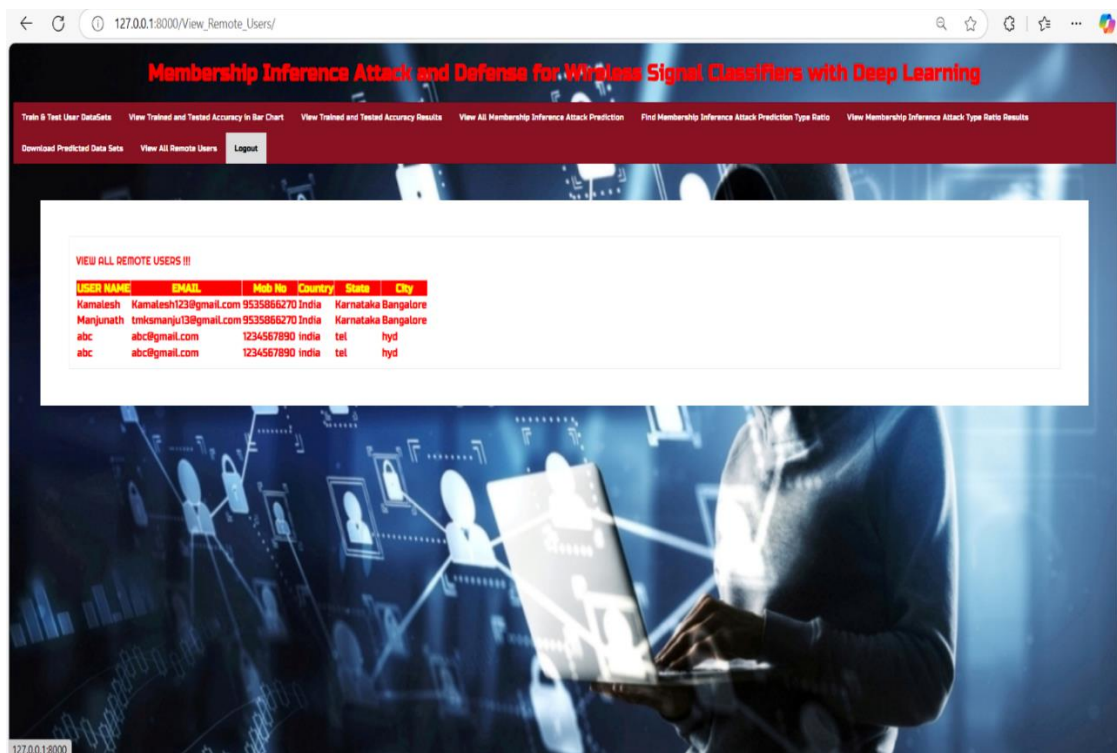 127.0.0.1:8000/View_Remote_Users/
Membership Inference Attack and Defense for Wireless Signal Classifiers with Deep Learning
Train & Test User DataSets View Trained and Tested Accuracy in Bar Chart View Trained and Tested Accuracy Results View All Membership Inference Attack Prediction Find Membership Inference Attack Prediction Type Ratio View Membership Inference Attack Type Ratio Results
Download Predicted Data Sets View All Remote Users Logout
VIEW ALL REMOTE USERS !!!
USER NAME EMAIL Mob No Country State City
Kamalesh Kamalesh123@gmail.com 9535866270 India Karnataka Bangalore
Manjunath tmksmanju13@gmail.com 9535866270 India Karnataka Bangalore
abc abc@gmail.com 1234567890 india tel hyd
abc abc@gmail.com 1234567890 india tel hyd
127.0.0.1:8000